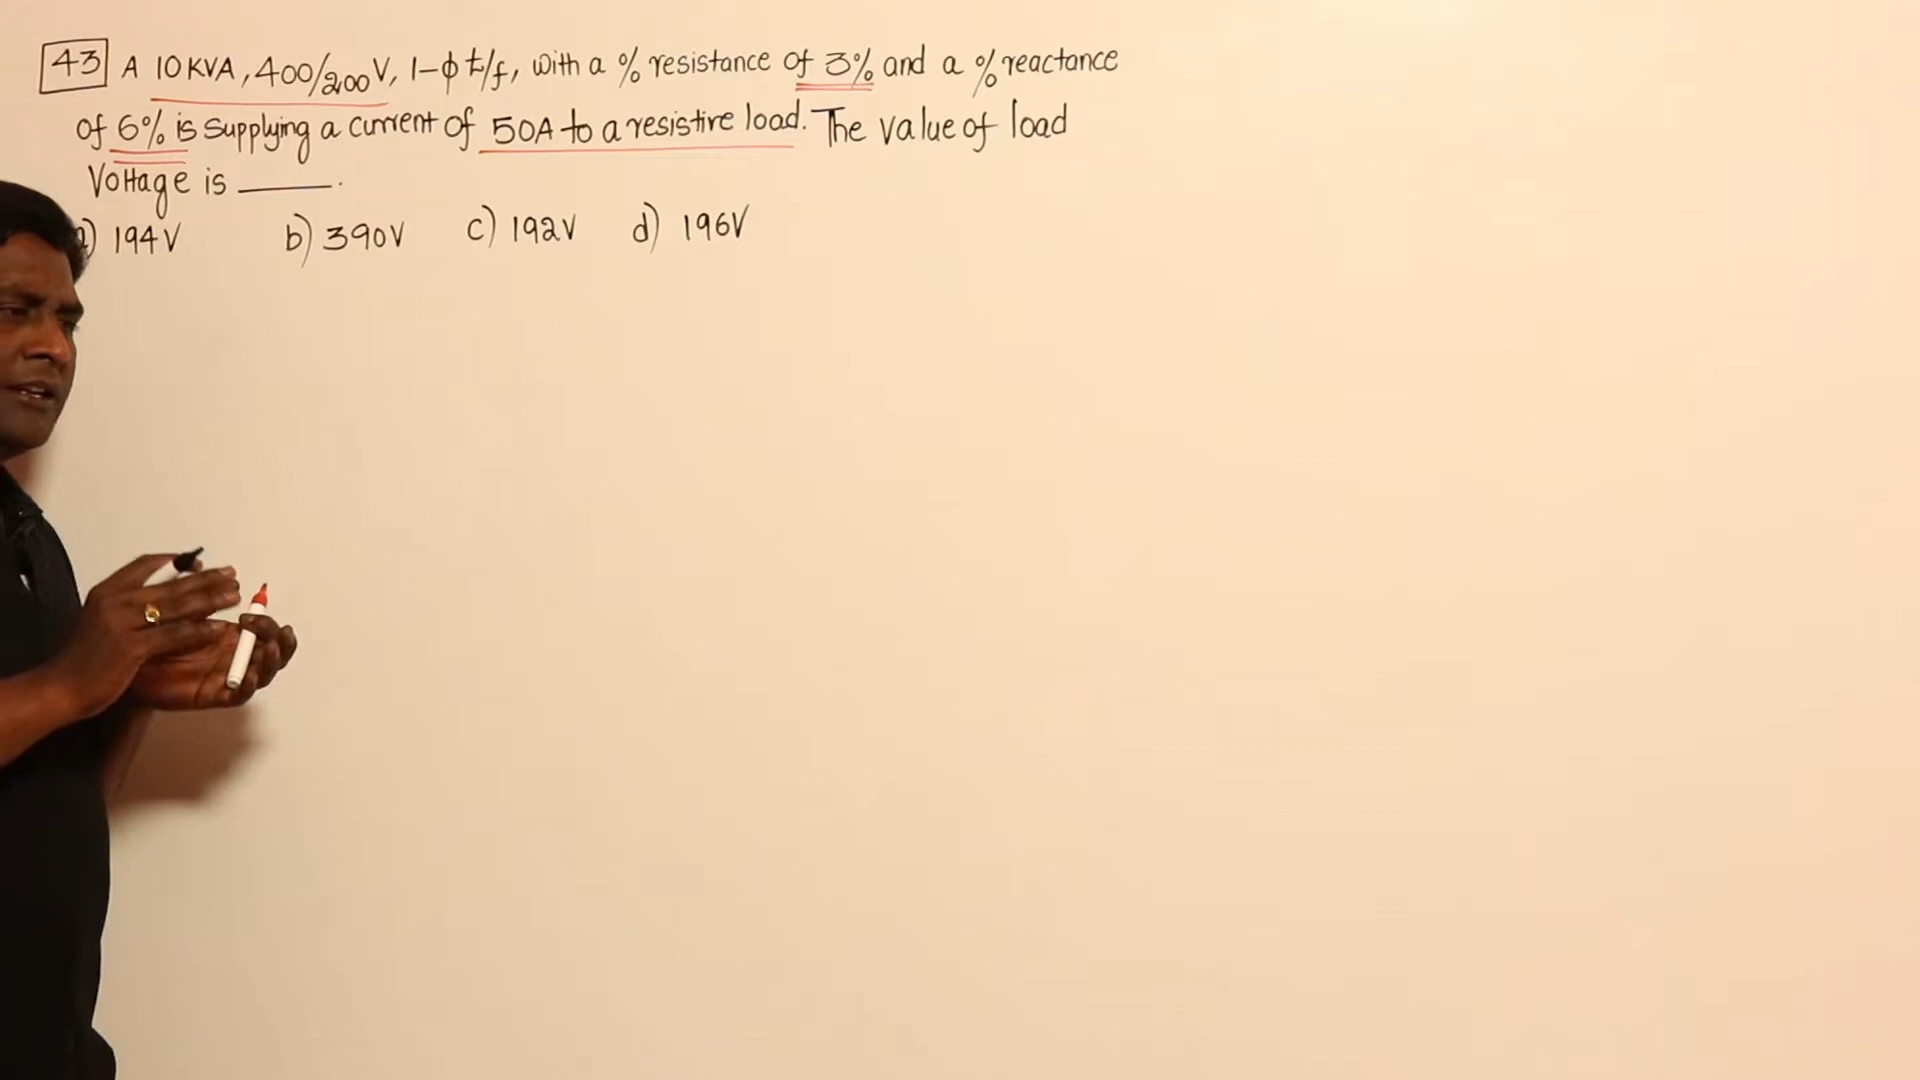 43 A 10KVA, 400/200V, 1-ϕ t/f, with a % resistance of 3% and a % reactance
of 6% is supplying a current of 50A to a resistive load. The value of load
Voltage is ______.
a) 194V b) 390V c) 192V d) 196V